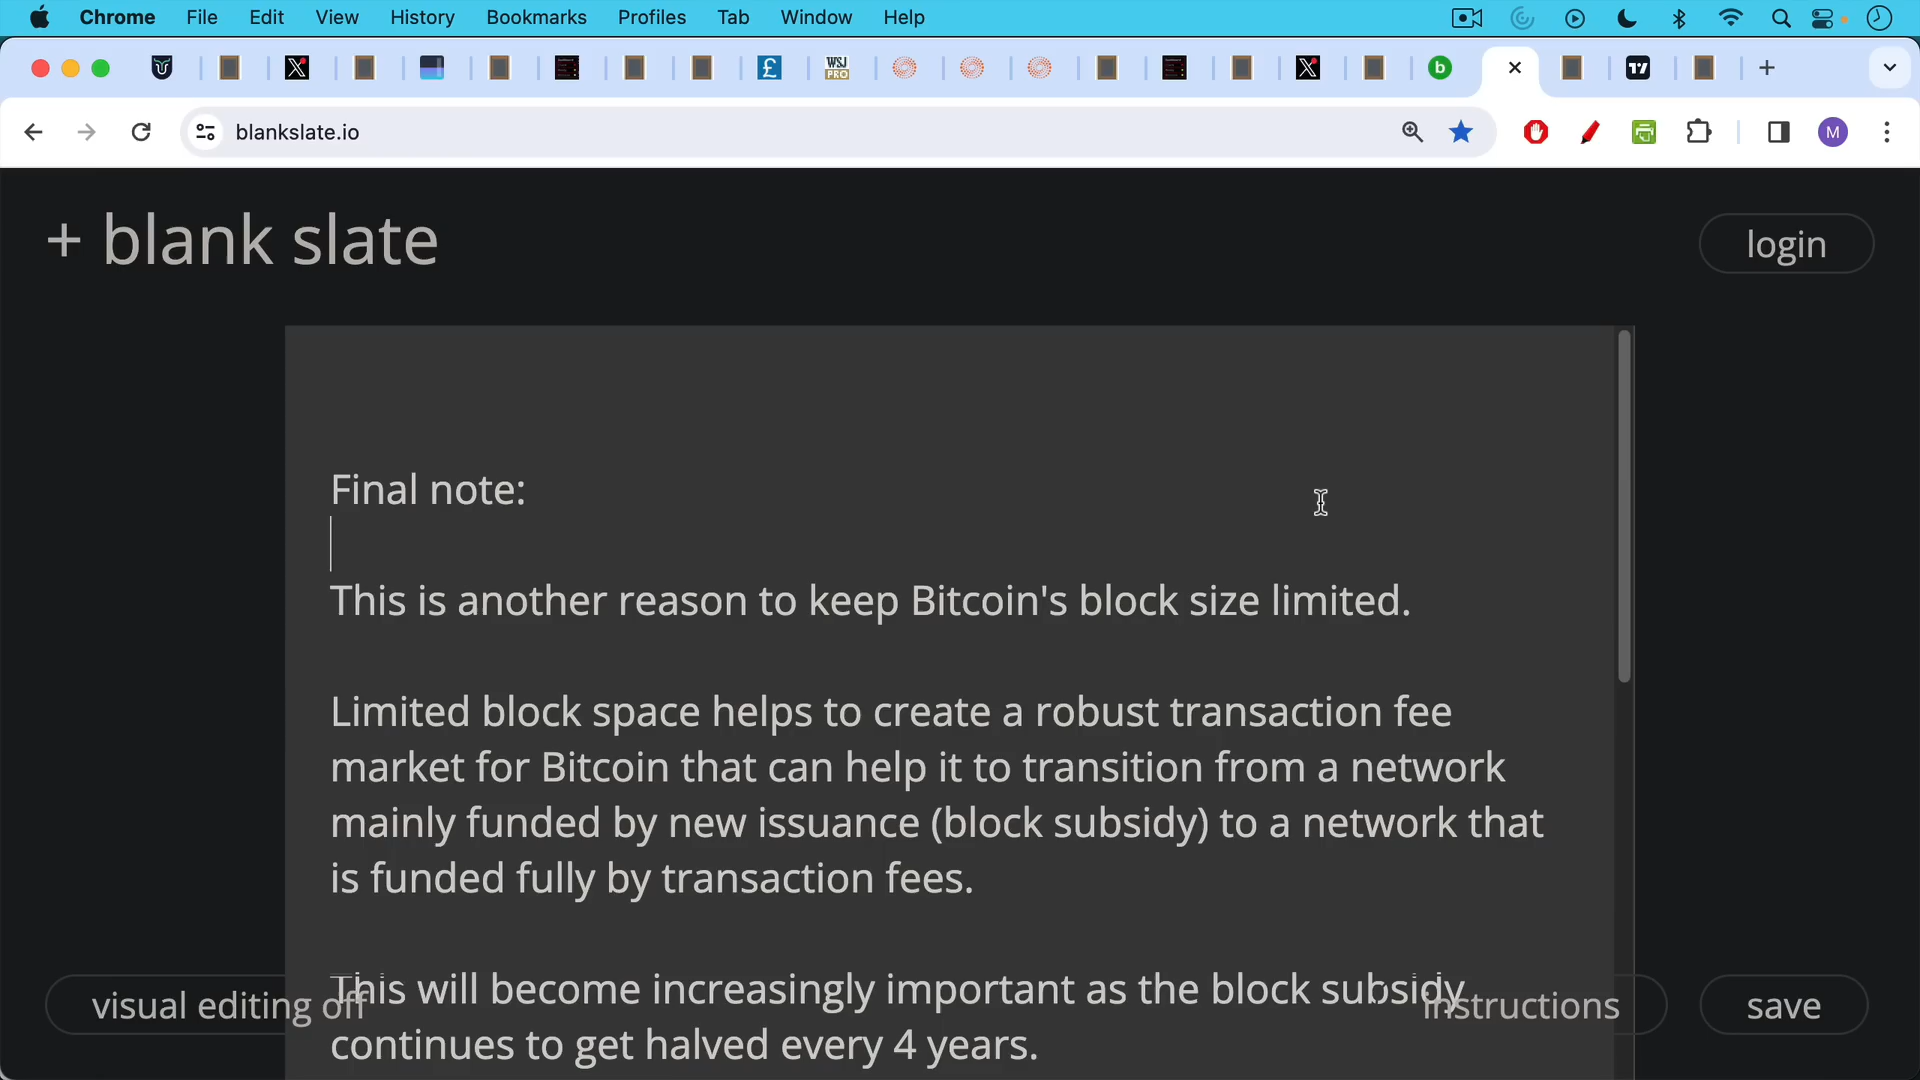 Chrome File Edit View History Bookmarks Profiles Tab Window Help
£ WSJ PRO X X b
blankslate.io
M
+ blank slate
login
Final note:
This is another reason to keep Bitcoin's block size limited.
Limited block space helps to create a robust transaction fee
market for Bitcoin that can help it to transition from a network
mainly funded by new issuance (block subsidy) to a network that
is funded fully by transaction fees.
This will become increasingly important as the block subsidy
continues to get halved every 4 years.
visual editing off
instructions
save